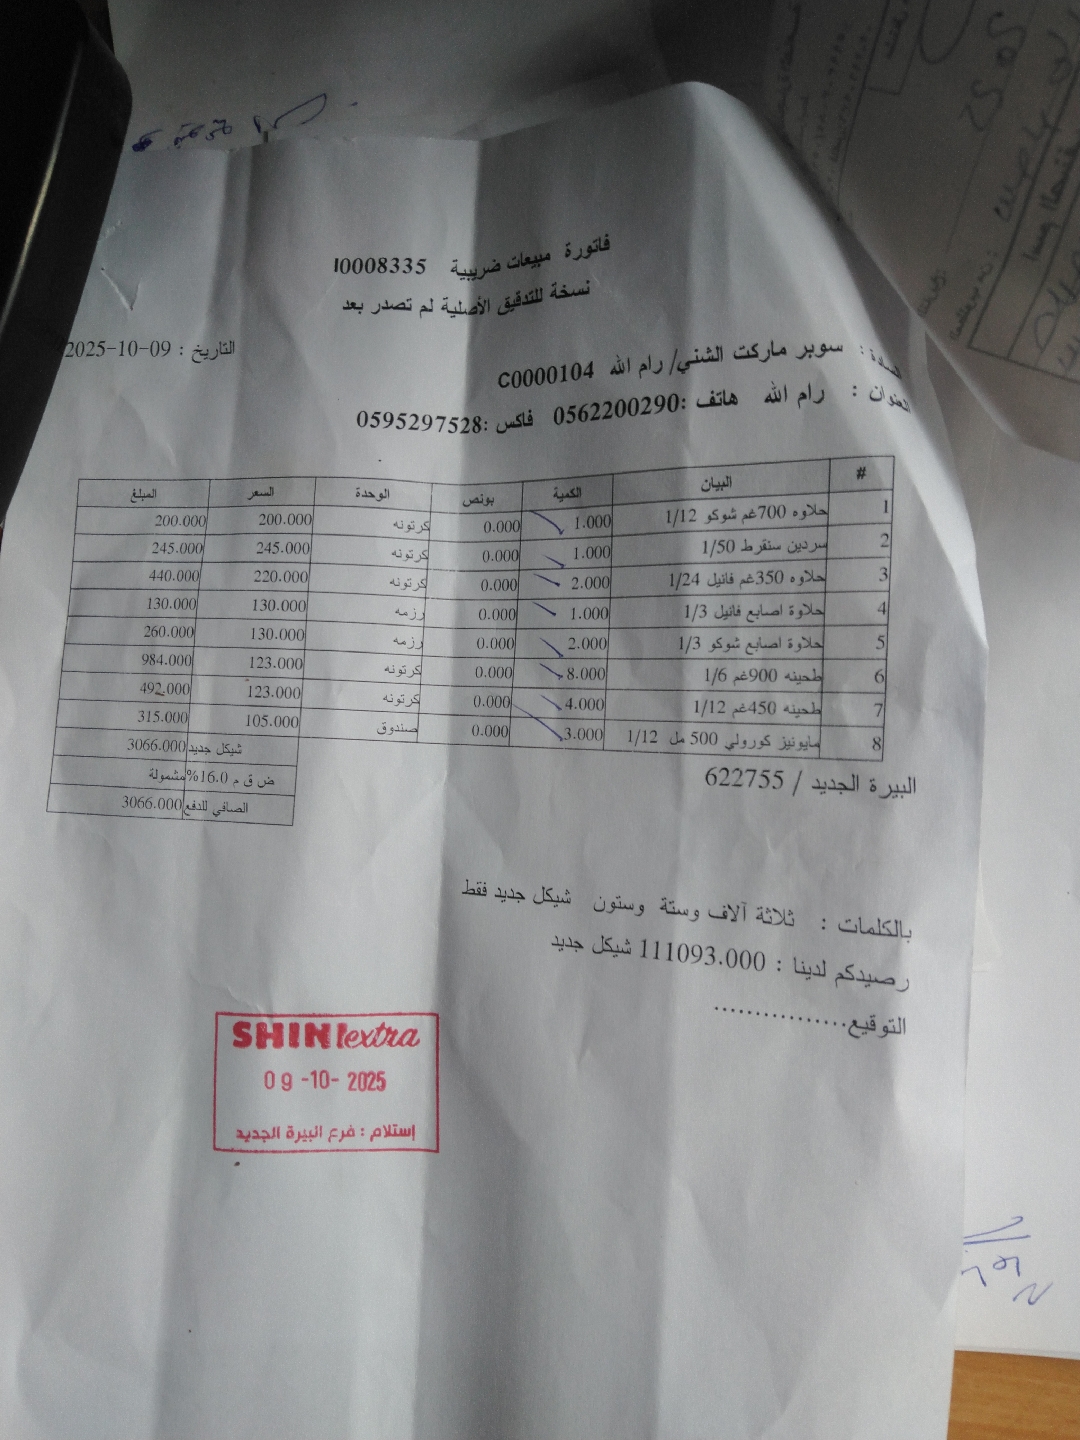 فاتورة مبيعات ضريبية I0008335
نسخة للتدقيق الأصلية لم تصدر بعد
التاريخ : 2025-10-09
السادة : سوبر ماركت الشني/ رام الله C0000104
العنوان : رام الله هاتف :0562200290 فاكس :0595297528
# البيان الكمية بونص الوحدة السعر المبلغ
1 حلاوه 700غم شوكو 1/12 1.000 0.000 كرتونه 200.000 200.000
2 سردين سنقرط 1/50 1.000 0.000 كرتونه 245.000 245.000
3 حلاوه 350غم فانيل 1/24 2.000 0.000 كرتونه 220.000 440.000
4 حلاوة اصابع فانيل 1/3 1.000 0.000 رزمه 130.000 130.000
5 حلاوة اصابع شوكو 1/3 2.000 0.000 رزمه 130.000 260.000
6 طحينه 900غم 1/6 8.000 0.000 كرتونه 123.000 984.000
7 طحينه 450غم 1/12 4.000 0.000 كرتونه 123.000 492.000
8 مايونيز كورولي 500 مل 1/12 3.000 0.000 صندوق 105.000 315.000
شيكل جديد 3066.000
ض ق م 16.0% مشمولة
الصافي للدفع 3066.000
البيرة الجديد / 622755
بالكلمات : ثلاثة آلاف وستة وستون شيكل جديد فقط
رصيدكم لدينا : 111093.000 شيكل جديد
التوقيع................
SHINI extra
09 -10- 2025
إستلام : فرع البيرة الجديد